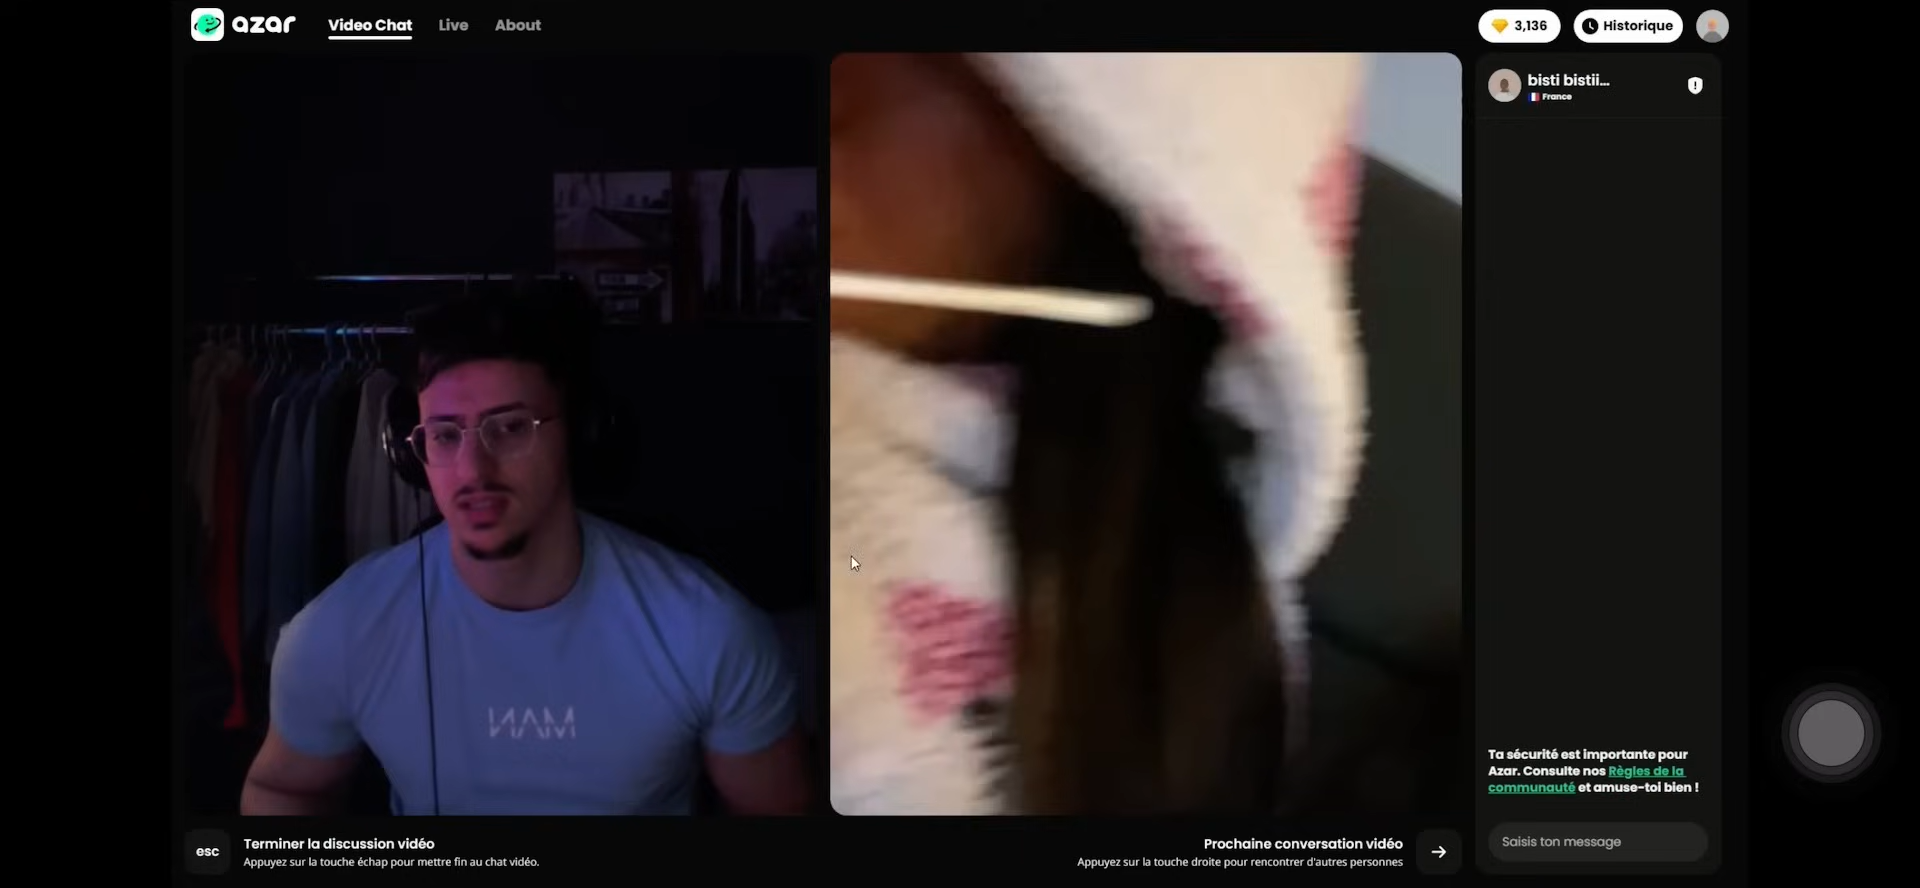 azar
Video Chat
Live
About
3,136
Historique
bisti bistii...
France
Ta sécurité est importante pour
Azar. Consulte nos Règles de la
communauté et amuse-toi bien !
Saisis ton message
esc
Terminer la discussion vidéo
Appuyez sur la touche échap pour mettre fin au chat vidéo.
Prochaine conversation vidéo
Appuyez sur la touche droite pour rencontrer d'autres personnes